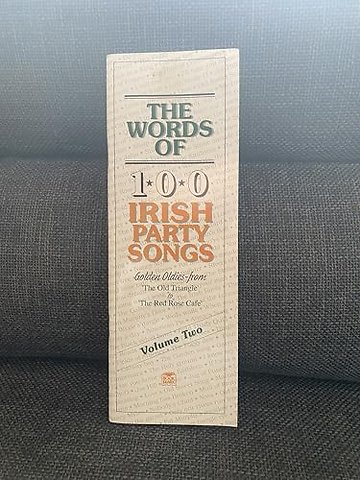 THE
WORDS
OF
1★0★0
IRISH
PARTY
SONGS
Golden Oldies-from
'The Old Triangle'
to
'The Red Rose Cafe'
Volume Two